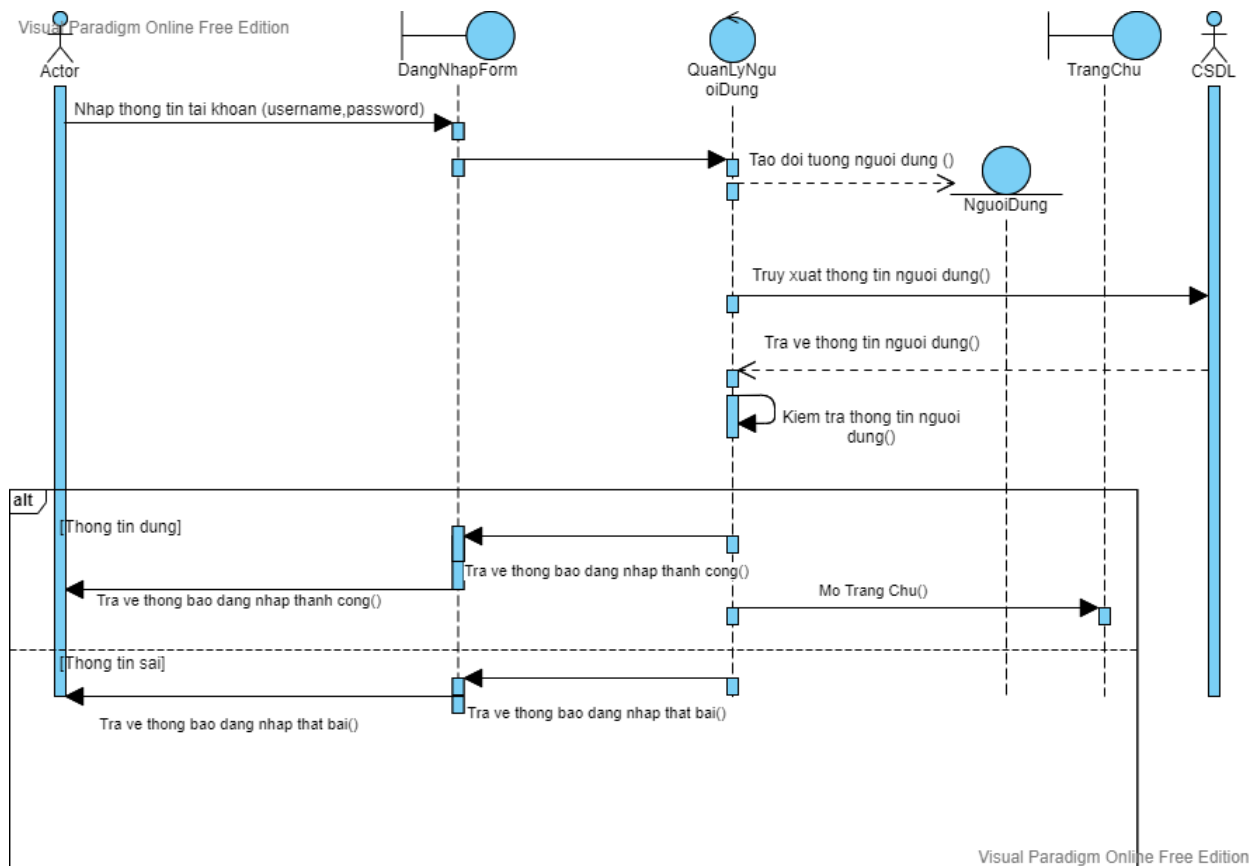 Visual Paradigm Online Free Edition
Actor
DangNhapForm
QuanLyNgu
oiDung
TrangChu
CSDL
Nhap thong tin tai khoan (username,password)
Tao doi tuong nguoi dung ()
NguoiDung
Truy xuat thong tin nguoi dung()
Tra ve thong tin nguoi dung()
Kiem tra thong tin nguoi
dung()
alt
[Thong tin dung]
Tra ve thong bao dang nhap thanh cong()
Tra ve thong bao dang nhap thanh cong()
Mo Trang Chu()
[Thong tin sai]
Tra ve thong bao dang nhap that bai()
Tra ve thong bao dang nhap that bai()
Visual Paradigm Online Free Edition